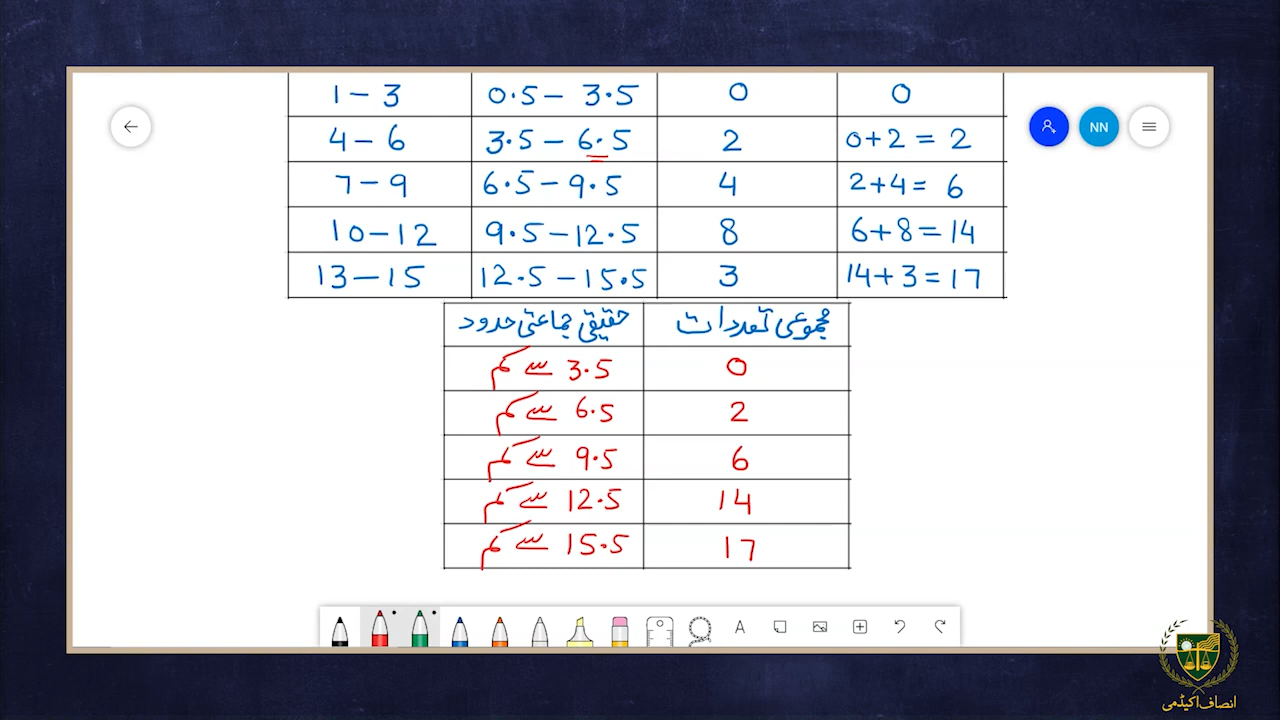 1 – 3 0.5 – 3.5 0 0
4 – 6 3.5 – 6.5 2 0+2 = 2
7 – 9 6.5 – 9.5 4 2+4 = 6
10 – 12 9.5 – 12.5 8 6+8 = 14
13 – 15 12.5 – 15.5 3 14+3 = 17
حقیقی جماعتی حدود مجموعی تعددات
3.5 سے کم 0
6.5 سے کم 2
9.5 سے کم 6
12.5 سے کم 14
15.5 سے کم 17
NN
A
انصاف اکیڈمی